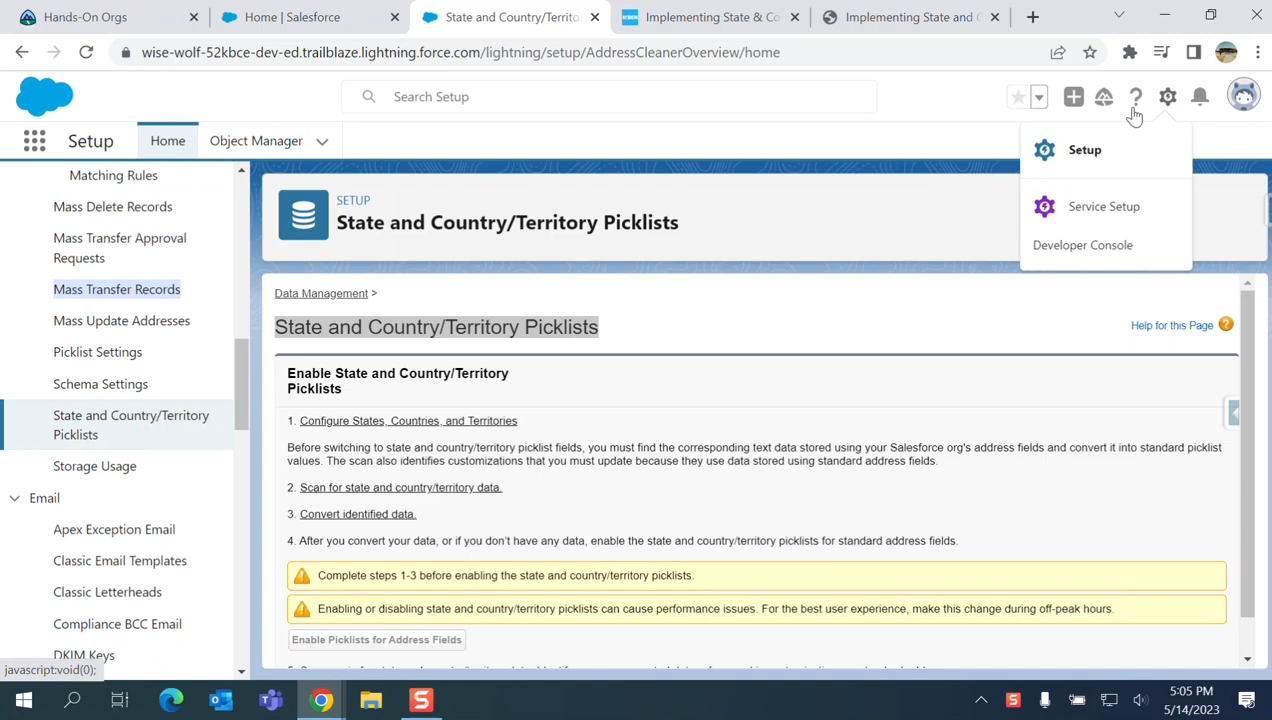 Hands-On Orgs
Home | Salesforce
State and Country/Territo
Implementing State & Co
Implementing State and C
wise-wolf-52kbce-dev-ed.trailblaze.lightning.force.com/lightning/setup/AddressCleanerOverview/home
Search Setup
Setup
Home
Object Manager
Setup
Service Setup
Developer Console
Matching Rules
Mass Delete Records
Mass Transfer Approval
Requests
Mass Transfer Records
Mass Update Addresses
Picklist Settings
Schema Settings
State and Country/Territory
Picklists
Storage Usage
Email
Apex Exception Email
Classic Email Templates
Classic Letterheads
Compliance BCC Email
DKIM Keys
javascript:void(0);
SETUP
State and Country/Territory Picklists
Data Management >
State and Country/Territory Picklists
Help for this Page ?
Enable State and Country/Territory
Picklists
1. Configure States, Countries, and Territories
Before switching to state and country/territory picklist fields, you must find the corresponding text data stored using your Salesforce org's address fields and convert it into standard picklist
values. The scan also identifies customizations that you must update because they use data stored using standard address fields.
2. Scan for state and country/territory data.
3. Convert identified data.
4. After you convert your data, or if you don't have any data, enable the state and country/territory picklists for standard address fields.
Complete steps 1-3 before enabling the state and country/territory picklists.
Enabling or disabling state and country/territory picklists can cause performance issues. For the best user experience, make this change during off-peak hours.
Enable Picklists for Address Fields
5:05 PM
5/14/2023